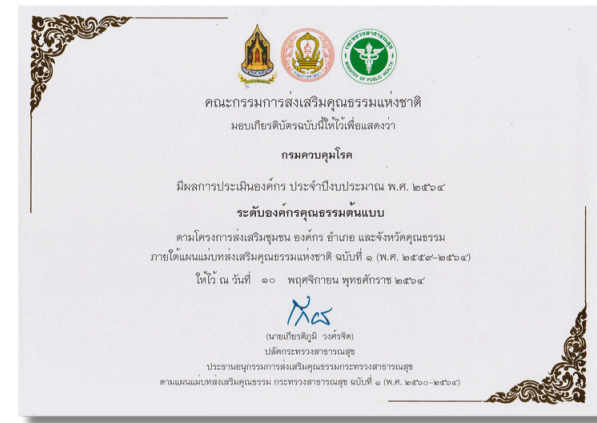 กระทรวงสาธารณสุข
MINISTRY OF PUBLIC HEALTH
คณะกรรมการส่งเสริมคุณธรรมแห่งชาติ
มอบเกียรติบัตรฉบับนี้ให้ไว้เพื่อแสดงว่า
กรมควบคุมโรค
มีผลการประเมินองค์กร ประจำปีงบประมาณ พ.ศ. ๒๕๖๔
ระดับองค์กรคุณธรรมต้นแบบ
ตามโครงการส่งเสริมชุมชน องค์กร อำเภอ และจังหวัดคุณธรรม
ภายใต้แผนแม่บทส่งเสริมคุณธรรมแห่งชาติ ฉบับที่ ๑ (พ.ศ. ๒๕๕๙-๒๕๖๔)
ให้ไว้ ณ วันที่ ๑๐ พฤศจิกายน พุทธศักราช ๒๕๖๔
(นายเกียรติภูมิ วงศ์รจิต)
ปลัดกระทรวงสาธารณสุข
ประธานอนุกรรมการส่งเสริมคุณธรรมกระทรวงสาธารณสุข
ตามแผนแม่บทส่งเสริมคุณธรรม กระทรวงสาธารณสุข ฉบับที่ ๑ (พ.ศ. ๒๕๖๐-๒๕๖๔)